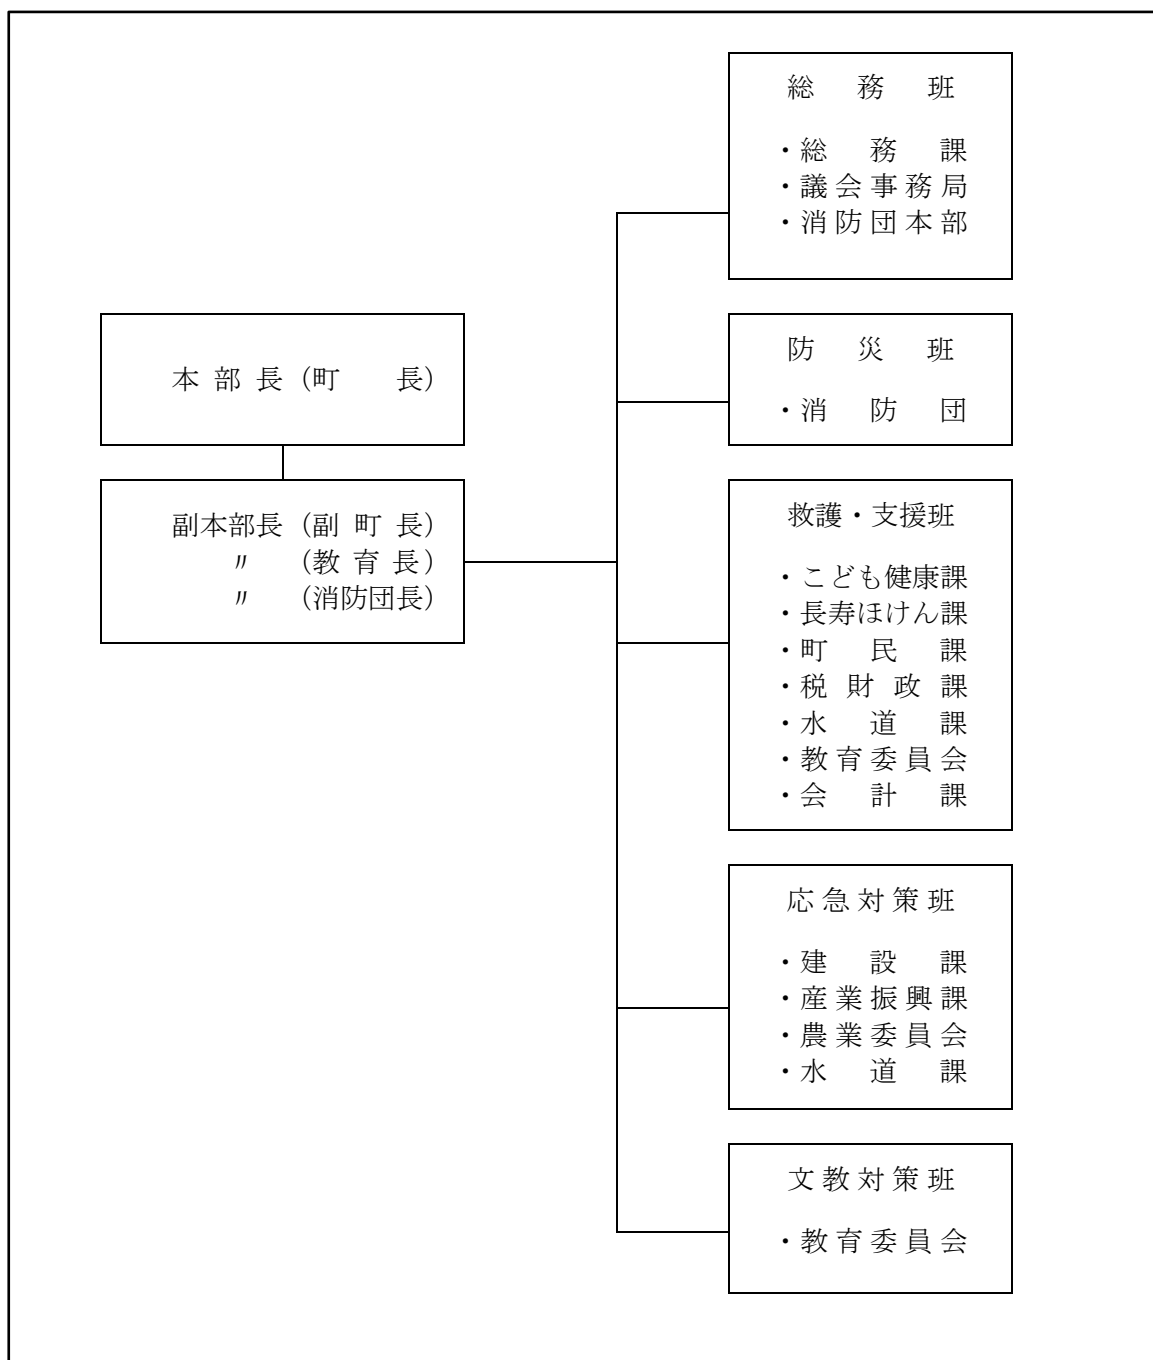 本部長（町　　長）
副本部長（副町長）
〃　（教育長）
〃　（消防団長）
総　務　班
・総　務　課
・議会事務局
・消防団本部
防　災　班
・消　防　団
救護・支援班
・こども健康課
・長寿ほけん課
・町　民　課
・税財政課
・水　道　課
・教育委員会
・会　計　課
応急対策班
・建　設　課
・産業振興課
・農業委員会
・水　道　課
文教対策班
・教育委員会